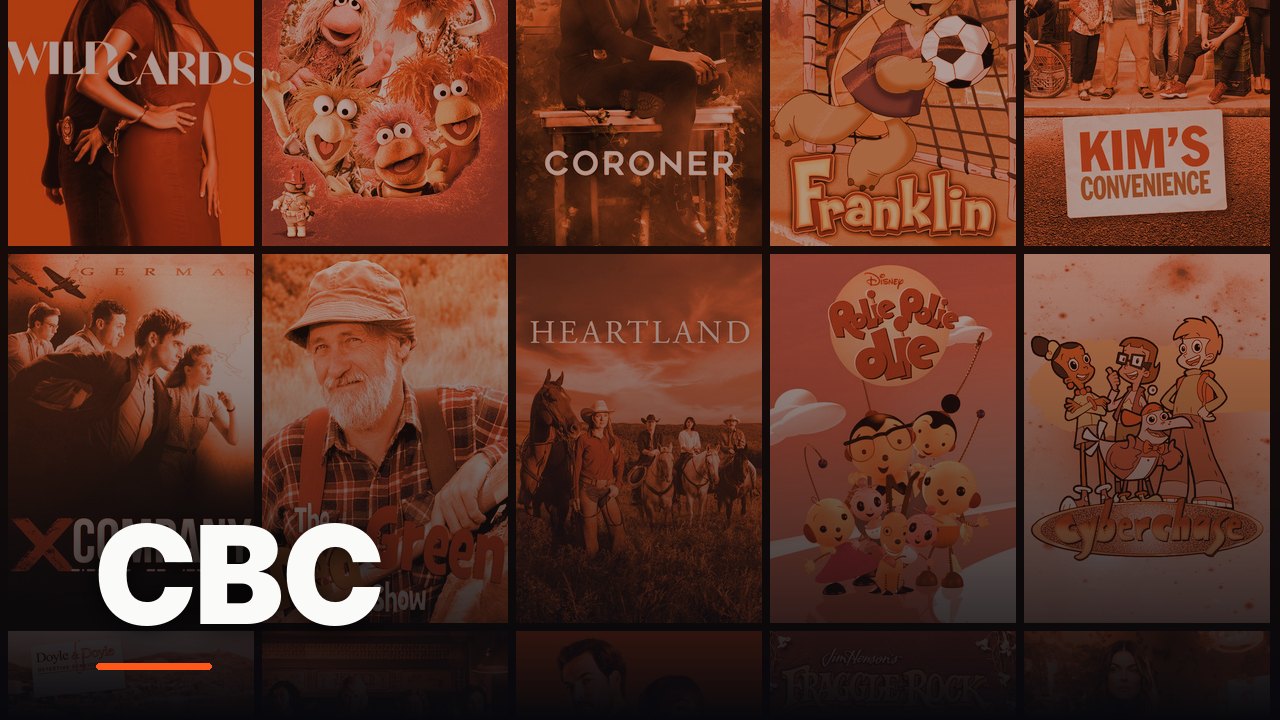 WILD CARDS
CORONER
Franklin
KIM'S
CONVENIENCE
GERMAN
X COMPANY
The
Green
Show
HEARTLAND
Disney
Rolie Polie
Olie
Cyberchase
CBC
Doyle & Doyle
Jim Henson's
FRAGGLE ROCK